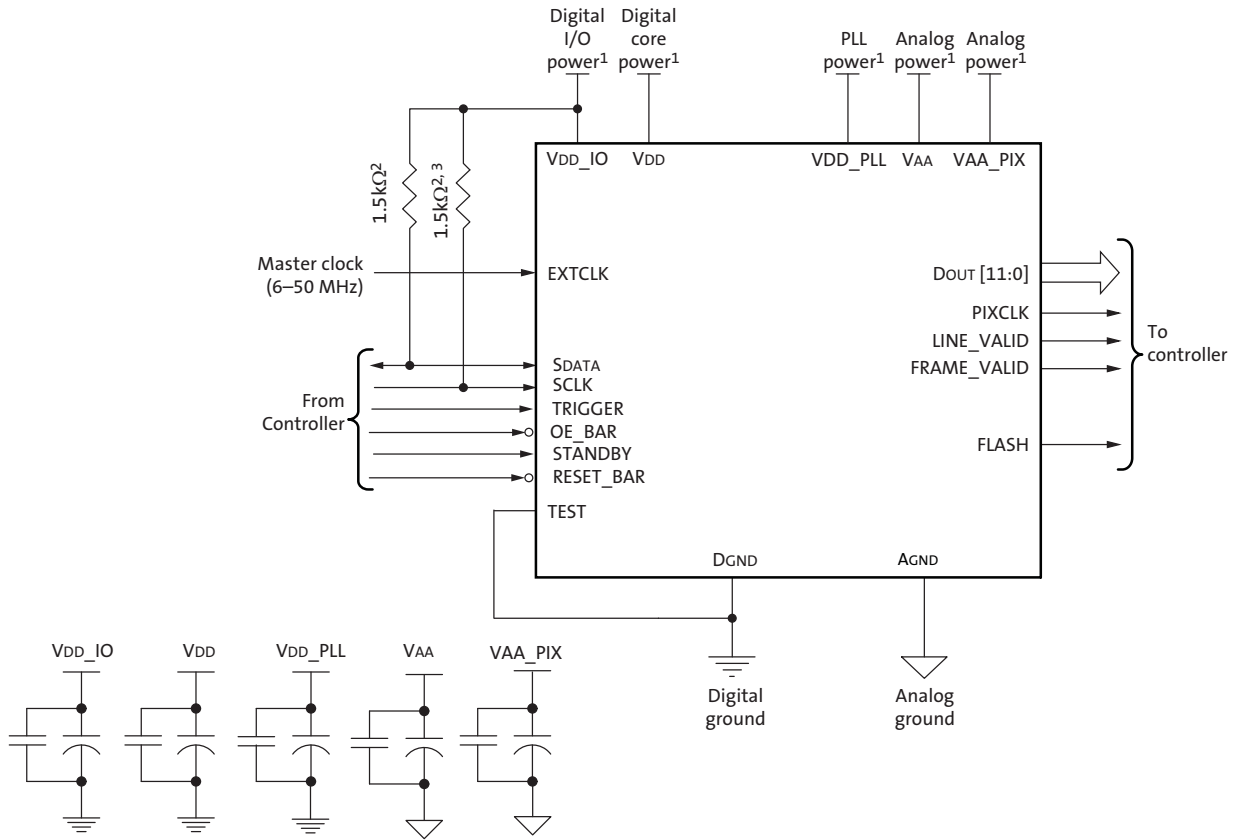 Digital
I/O
power¹
Digital
core
power¹
PLL
power¹
Analog
power¹
Analog
power¹
VDD_IO
VDD
VDD_PLL
VAA
VAA_PIX
1.5kΩ²
1.5kΩ²˒ ³
Master clock
(6–50 MHz)
EXTCLK
DOUT [11:0]
PIXCLK
LINE_VALID
FRAME_VALID
FLASH
To
controller
From
Controller
SDATA
SCLK
TRIGGER
OE_BAR
STANDBY
RESET_BAR
TEST
DGND
AGND
Digital
ground
Analog
ground
VDD_IO
VDD
VDD_PLL
VAA
VAA_PIX